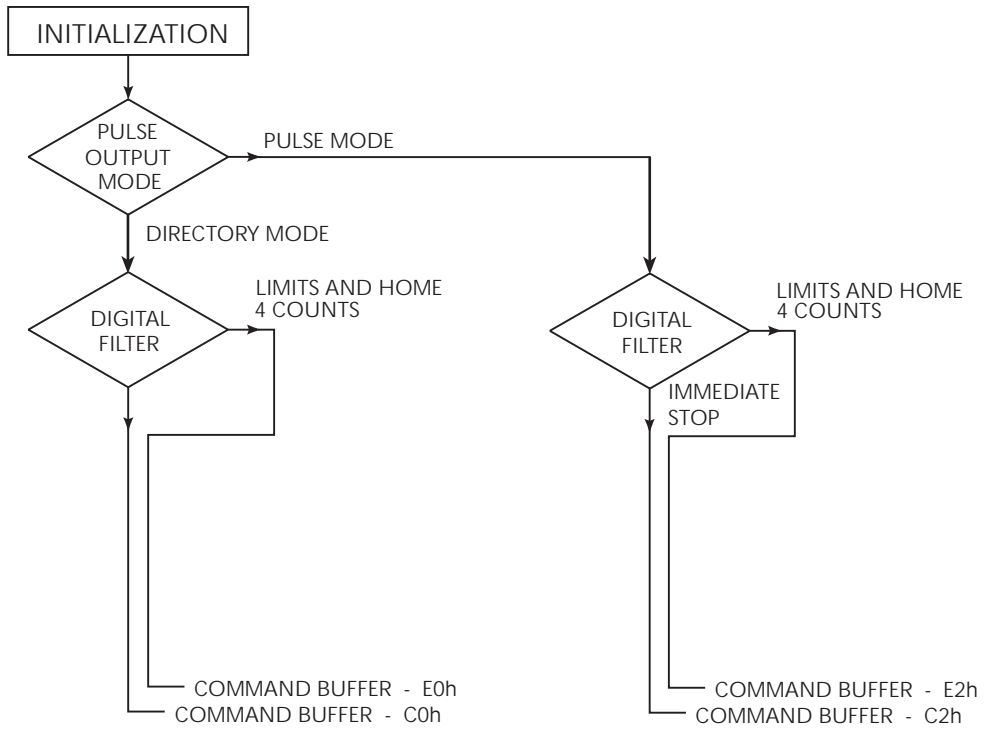 INITIALIZATION
PULSE
OUTPUT
MODE
PULSE MODE
DIRECTORY MODE
DIGITAL
FILTER
LIMITS AND HOME
4 COUNTS
DIGITAL
FILTER
LIMITS AND HOME
4 COUNTS
IMMEDIATE
STOP
COMMAND BUFFER - E0h
COMMAND BUFFER - C0h
COMMAND BUFFER - E2h
COMMAND BUFFER - C2h